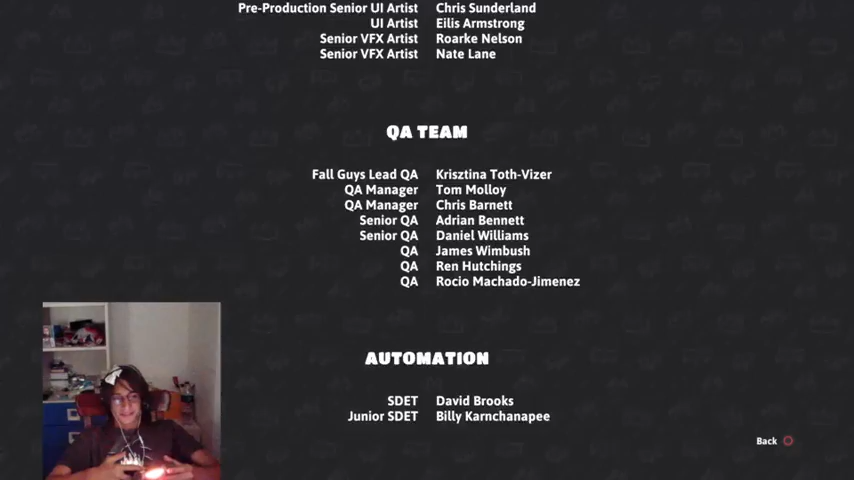 Pre-Production Senior UI Artist Chris Sunderland
UI Artist Eilis Armstrong
Senior VFX Artist Roarke Nelson
Senior VFX Artist Nate Lane
QA TEAM
Fall Guys Lead QA Krisztina Toth-Vizer
QA Manager Tom Molloy
QA Manager Chris Barnett
Senior QA Adrian Bennett
Senior QA Daniel Williams
QA James Wimbush
QA Ren Hutchings
QA Rocio Machado-Jimenez
AUTOMATION
SDET David Brooks
Junior SDET Billy Karnchanapee
Back